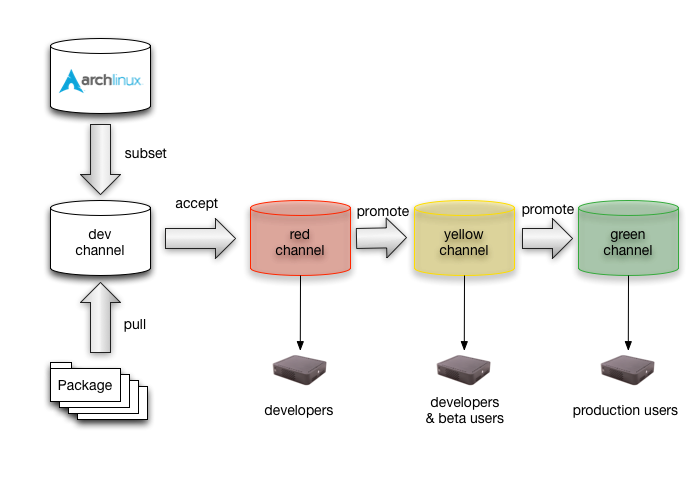 archlinux
subset
dev
channel
accept
red
channel
promote
yellow
channel
promote
green
channel
pull
Package
developers
developers
& beta users
production users